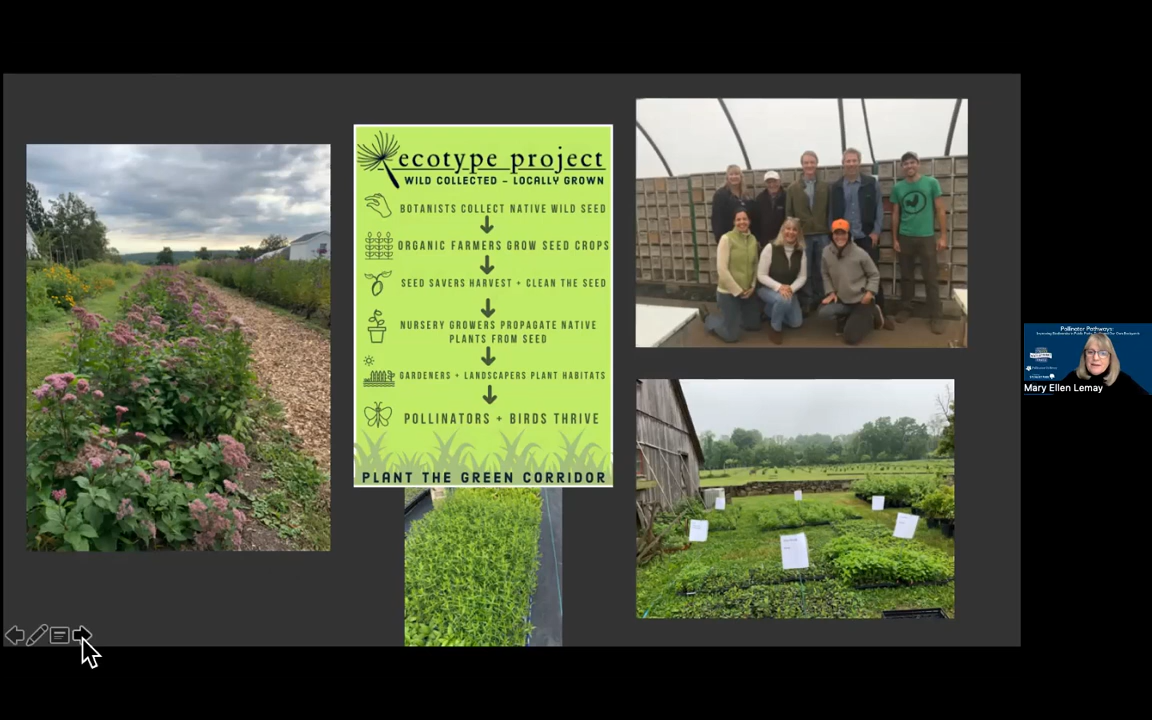 ecotype project
WILD COLLECTED - LOCALLY GROWN
BOTANISTS COLLECT NATIVE WILD SEED
ORGANIC FARMERS GROW SEED CROPS
SEED SAVERS HARVEST + CLEAN THE SEED
NURSERY GROWERS PROPAGATE NATIVE
PLANTS FROM SEED
GARDENERS + LANDSCAPERS PLANT HABITATS
POLLINATORS + BIRDS THRIVE
PLANT THE GREEN CORRIDOR
Pollinator Pathways:
Mary Ellen Lemay